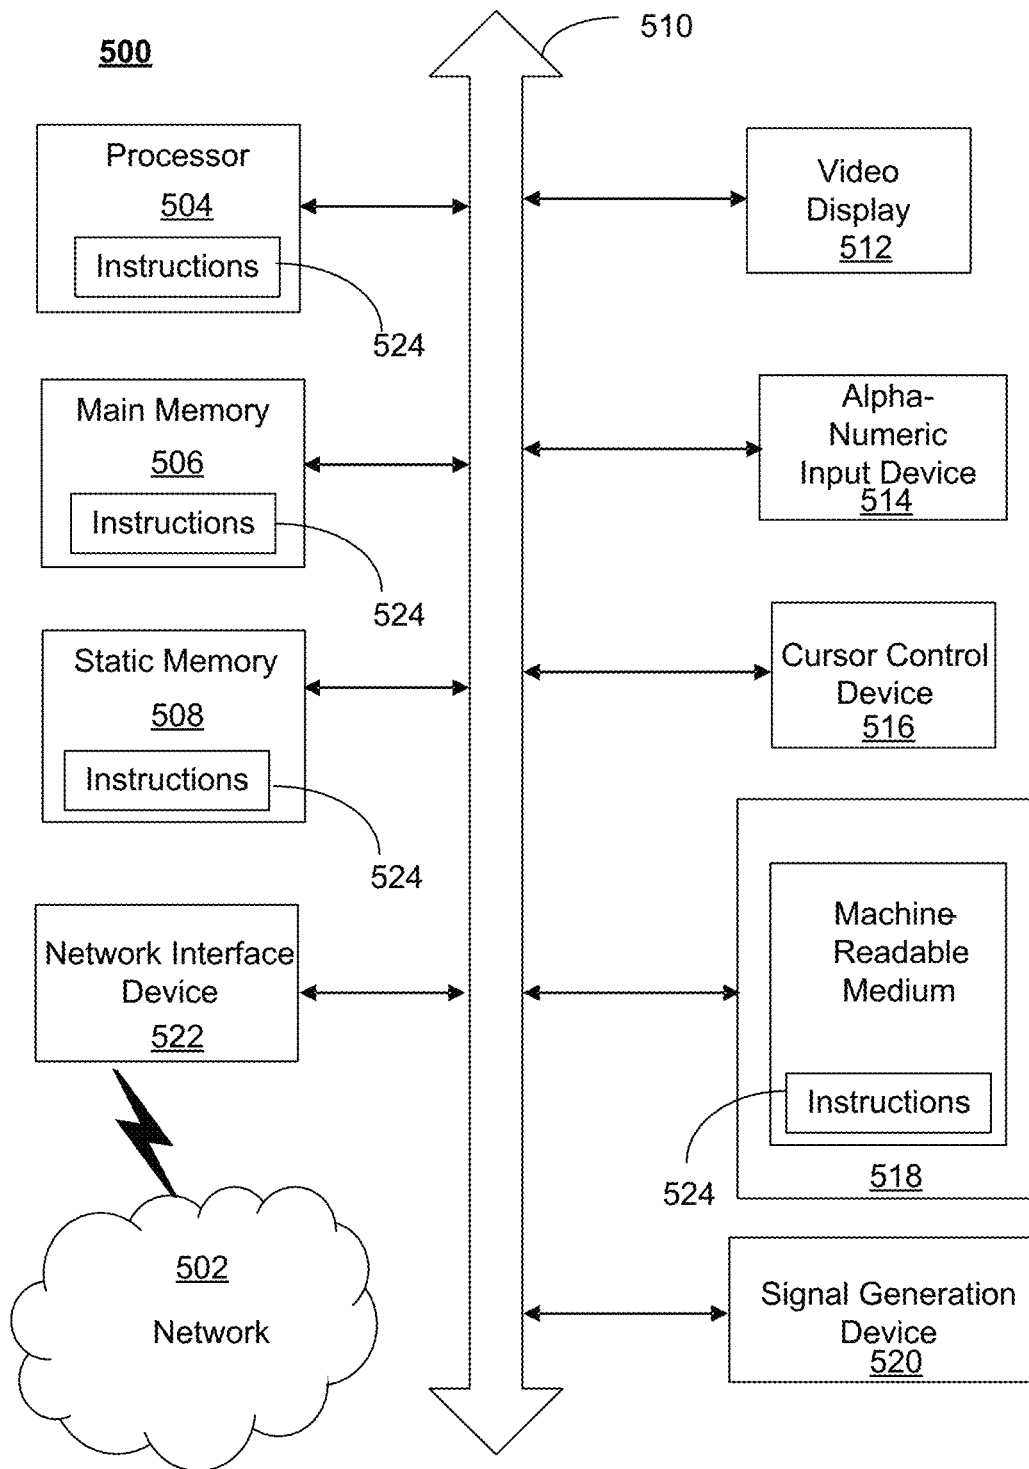 500
510
Processor
504
Instructions
524
Main Memory
506
Instructions
524
Static Memory
508
Instructions
524
Network Interface
Device
522
502
Network
Video
Display
512
Alpha-
Numeric
Input Device
514
Cursor Control
Device
516
Machine-
Readable
Medium
Instructions
524
518
Signal Generation
Device
520